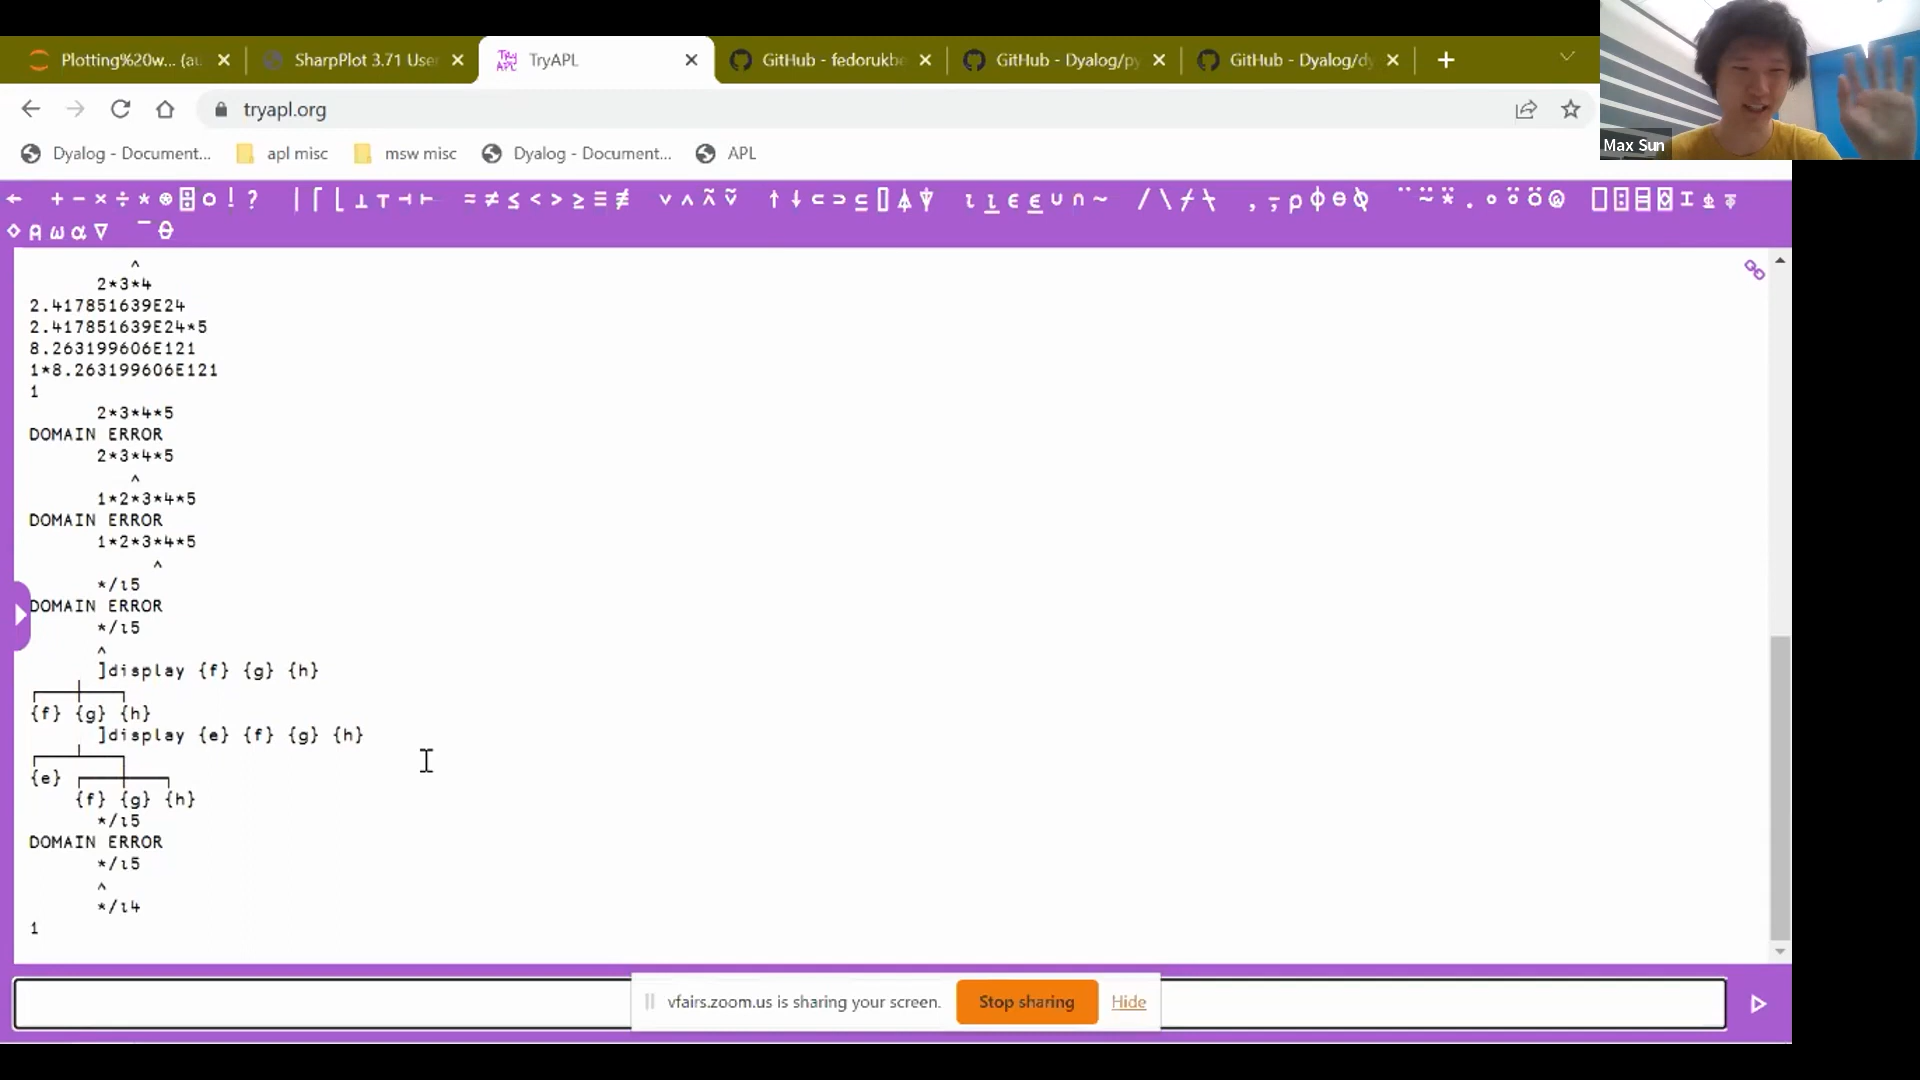 Plotting%20w... (au
SharpPlot 3.71 User
TryAPL
GitHub - fedorukbe
GitHub - Dyalog/py
GitHub - Dyalog/dy
tryapl.org
Dyalog - Document... apl misc msw misc Dyalog - Document... APL
Max Sun
^
2*3*4
2.417851639E24
2.417851639E24*5
8.263199606E121
1*8.263199606E121
1
2*3*4*5
DOMAIN ERROR
2*3*4*5
^
1*2*3*4*5
DOMAIN ERROR
1*2*3*4*5
^
*/⍳5
DOMAIN ERROR
*/⍳5
^
]display {f} {g} {h}
{f} {g} {h}
]display {e} {f} {g} {h}
{e}
{f} {g} {h}
*/⍳5
DOMAIN ERROR
*/⍳5
^
*/⍳4
1
vfairs.zoom.us is sharing your screen. Stop sharing Hide